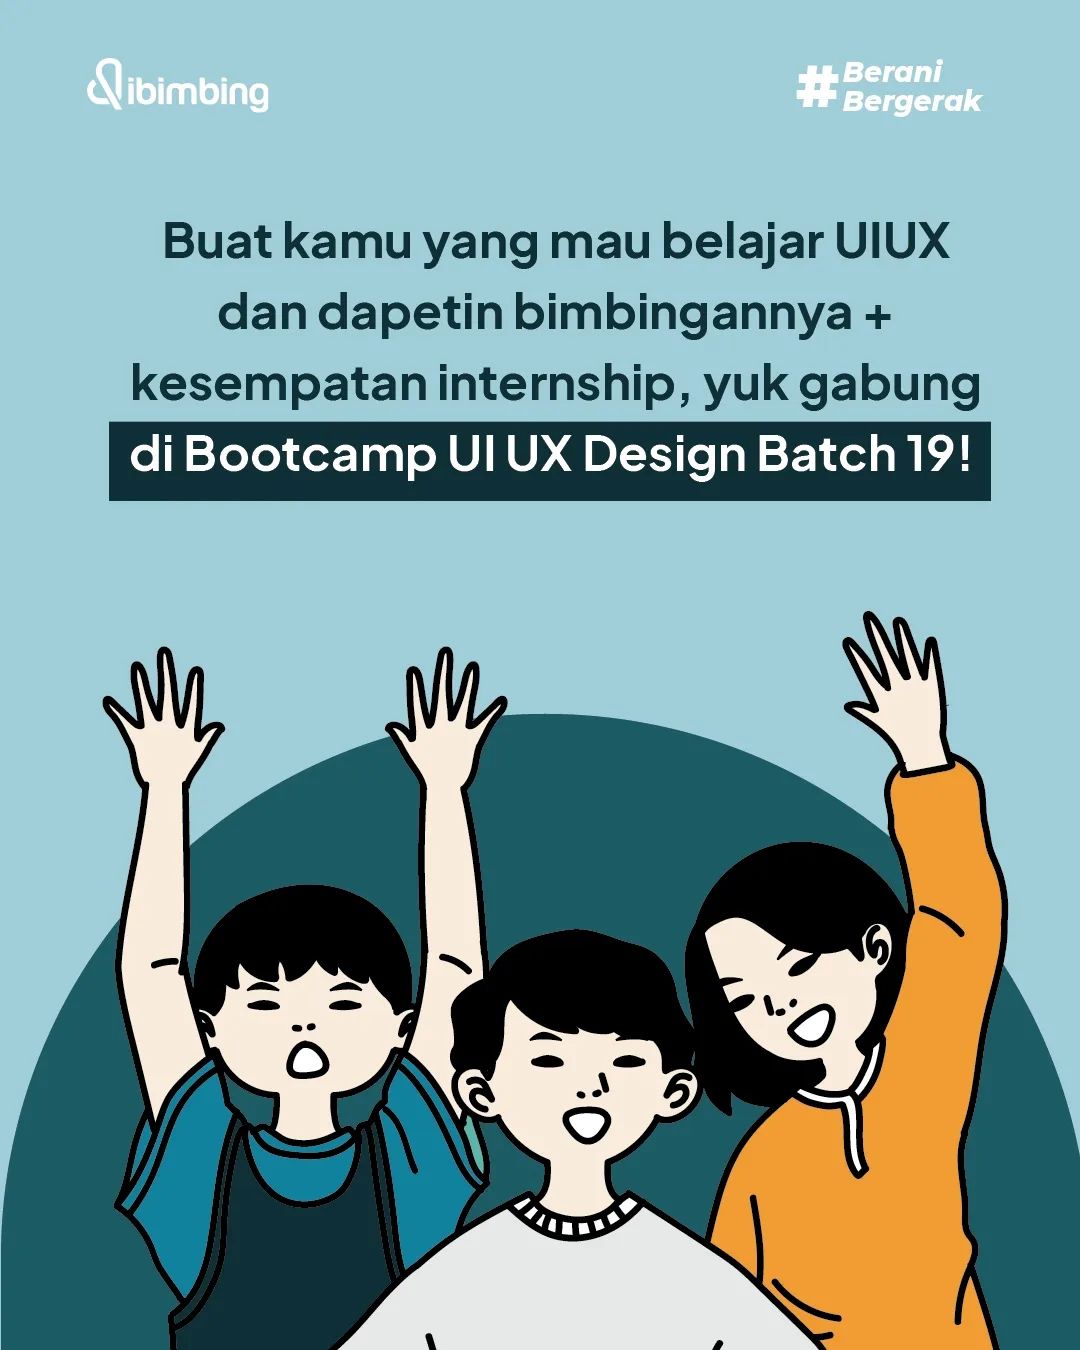 dibimbing
#Berani
Bergerak
Buat kamu yang mau belajar UIUX
dan dapetin bimbingannya +
kesempatan internship, yuk gabung
di Bootcamp UI UX Design Batch 19!